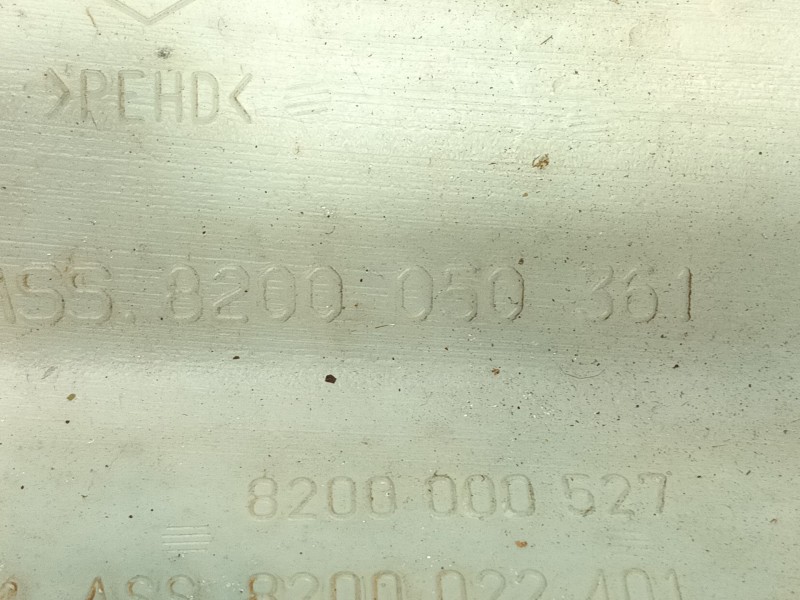 >PEHD<
ASS. 8200 050 361
8200 000 527
ASS 8200 022 401